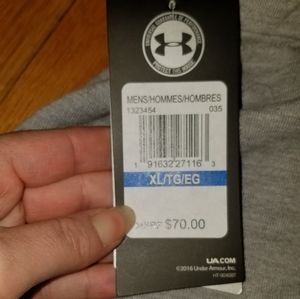 MENS/HOMMES/HOMBRES
1323454 035
1 91632 27116 3
XL/TG/EG
$70.00
UA.COM
©2016 Under Armour, Inc.